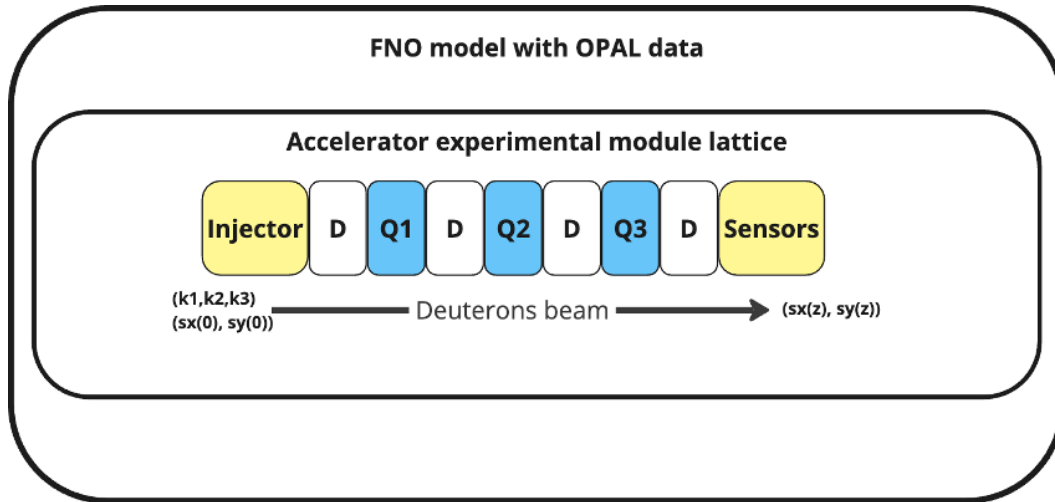 FNO model with OPAL data
Accelerator experimental module lattice
Injector D Q1 D Q2 D Q3 D Sensors
(k1,k2,k3)
(sx(0), sy(0))
Deuterons beam
(sx(z), sy(z))